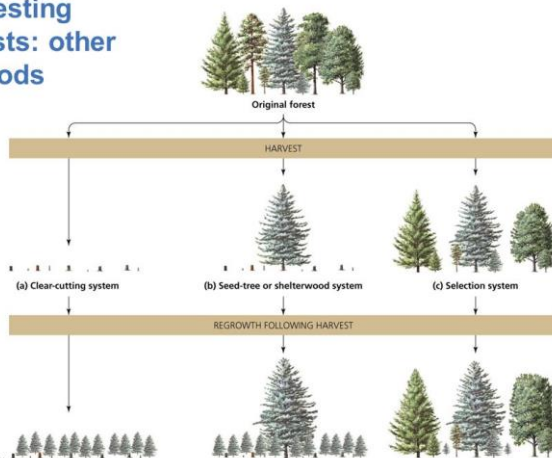 esting
sts: other
ods
Original forest
HARVEST
(a) Clear-cutting system
(b) Seed-tree or shelterwood system
(c) Selection system
REGROWTH FOLLOWING HARVEST